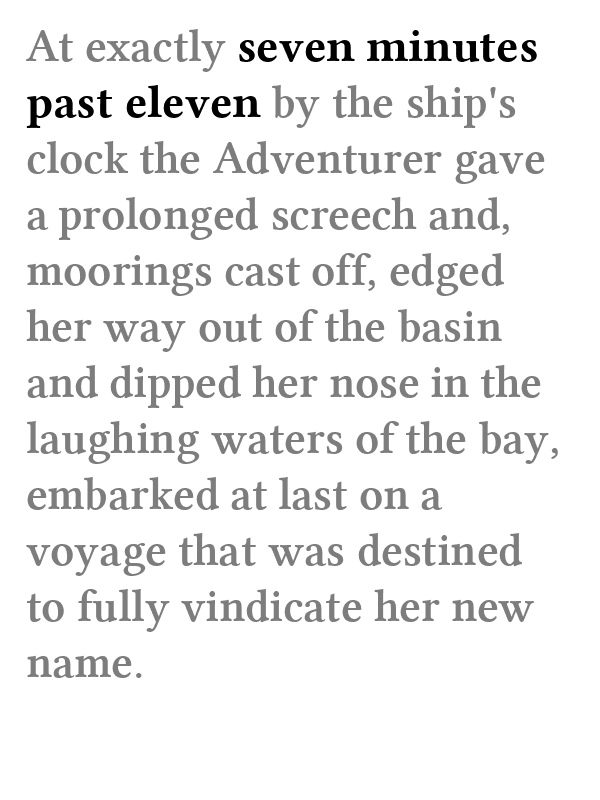 At exactly seven minutes
past eleven by the ship's
clock the Adventurer gave
a prolonged screech and,
moorings cast off, edged
her way out of the basin
and dipped her nose in the
laughing waters of the bay,
embarked at last on a
voyage that was destined
to fully vindicate her new
name.